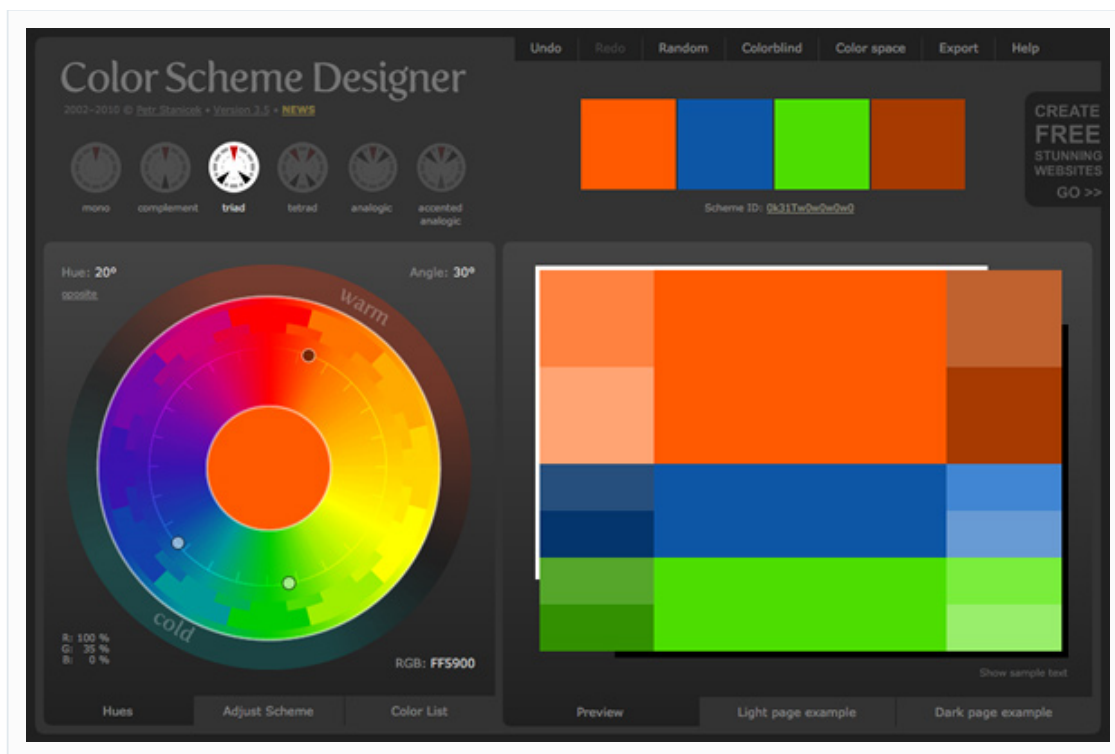 Undo Redo Random Colorblind Color space Export Help
Color Scheme Designer
2002–2010 © Petr Stanicek • Version 3.5 • NEWS
CREATE
FREE
STUNNING
WEBSITES
GO >>
mono complement triad tetrad analogic accented
analogic
Scheme ID: 0k31Tw0w0w0w0
Hue: 20º Angle: 30º
oposite
warm
cold
R: 100 %
G: 35 %
B: 0 %
RGB: FF5900
Show sample text
Hues Adjust Scheme Color List
Preview Light page example Dark page example